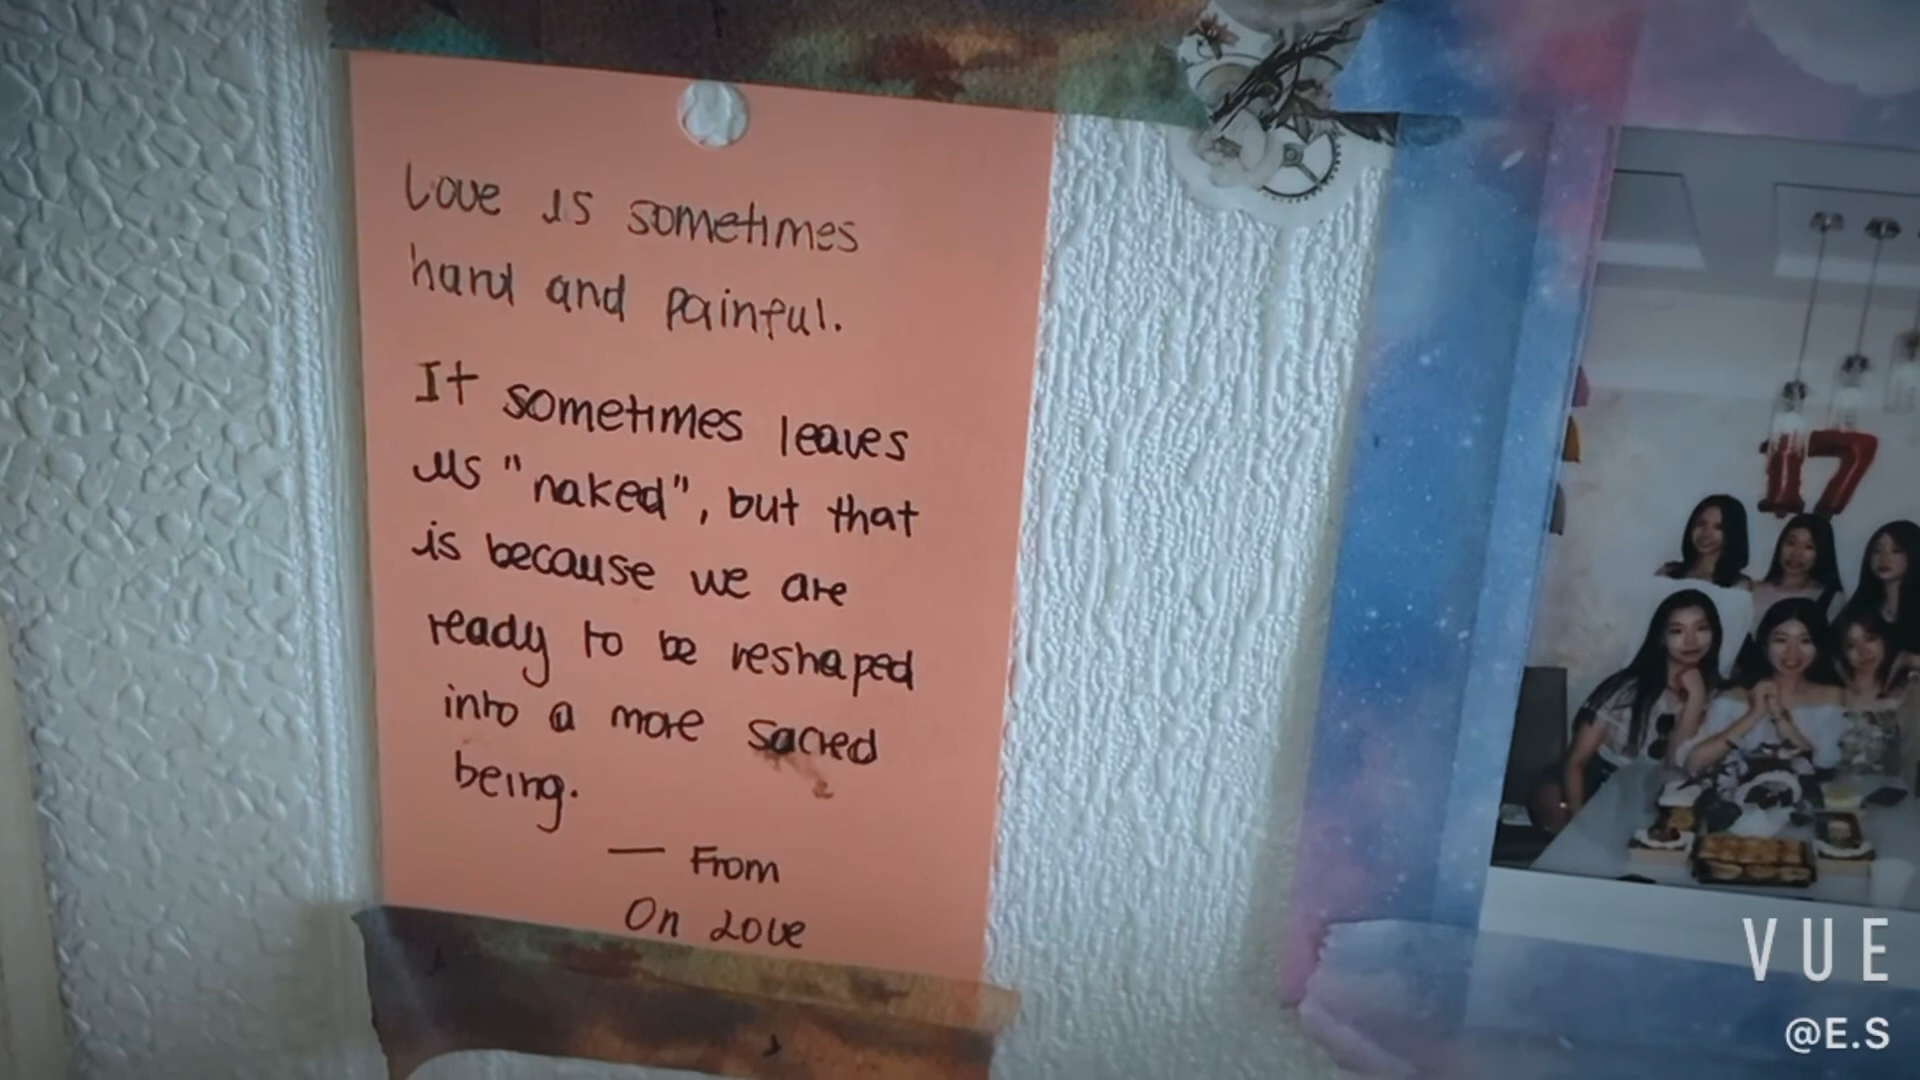 Love is sometimes
hard and painful.
It sometimes leaves
us "naked", but that
is because we are
ready to be reshaped
into a more sacred
being.
— From
On Love
17
VUE
@E.S